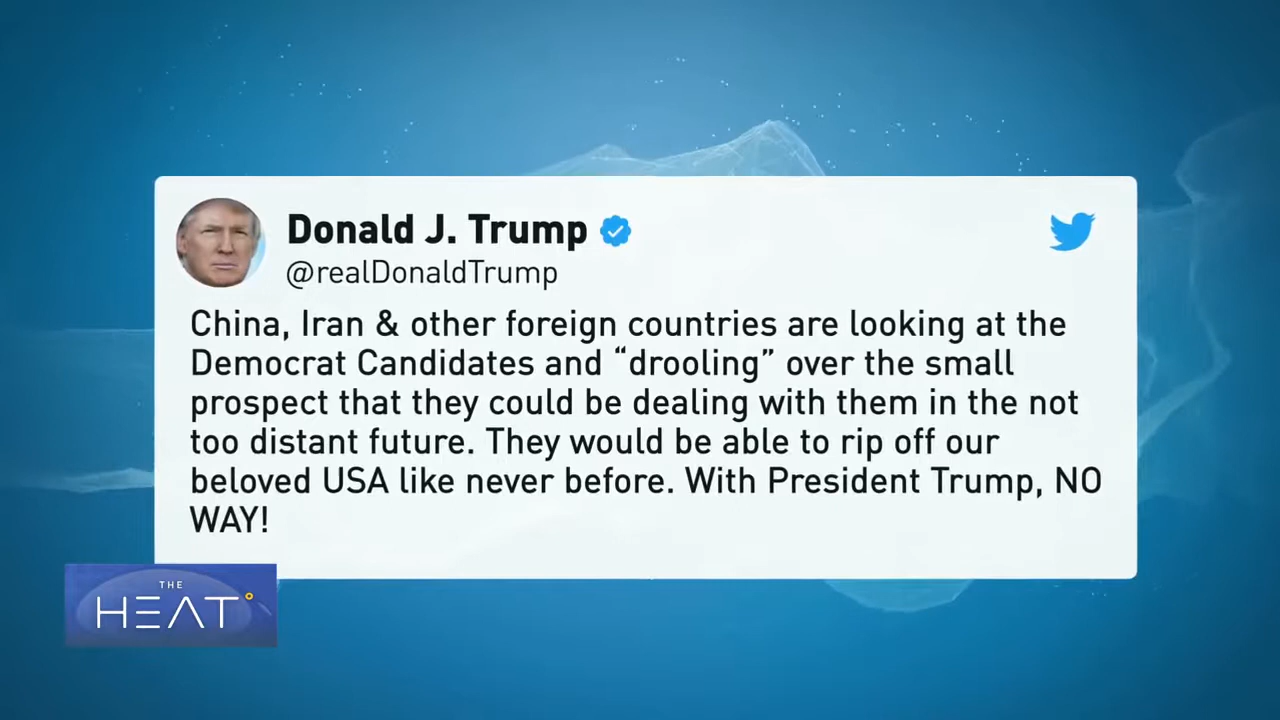 Donald J. Trump
@realDonaldTrump
China, Iran & other foreign countries are looking at the
Democrat Candidates and “drooling” over the small
prospect that they could be dealing with them in the not
too distant future. They would be able to rip off our
beloved USA like never before. With President Trump, NO
WAY!
THE
HEAT